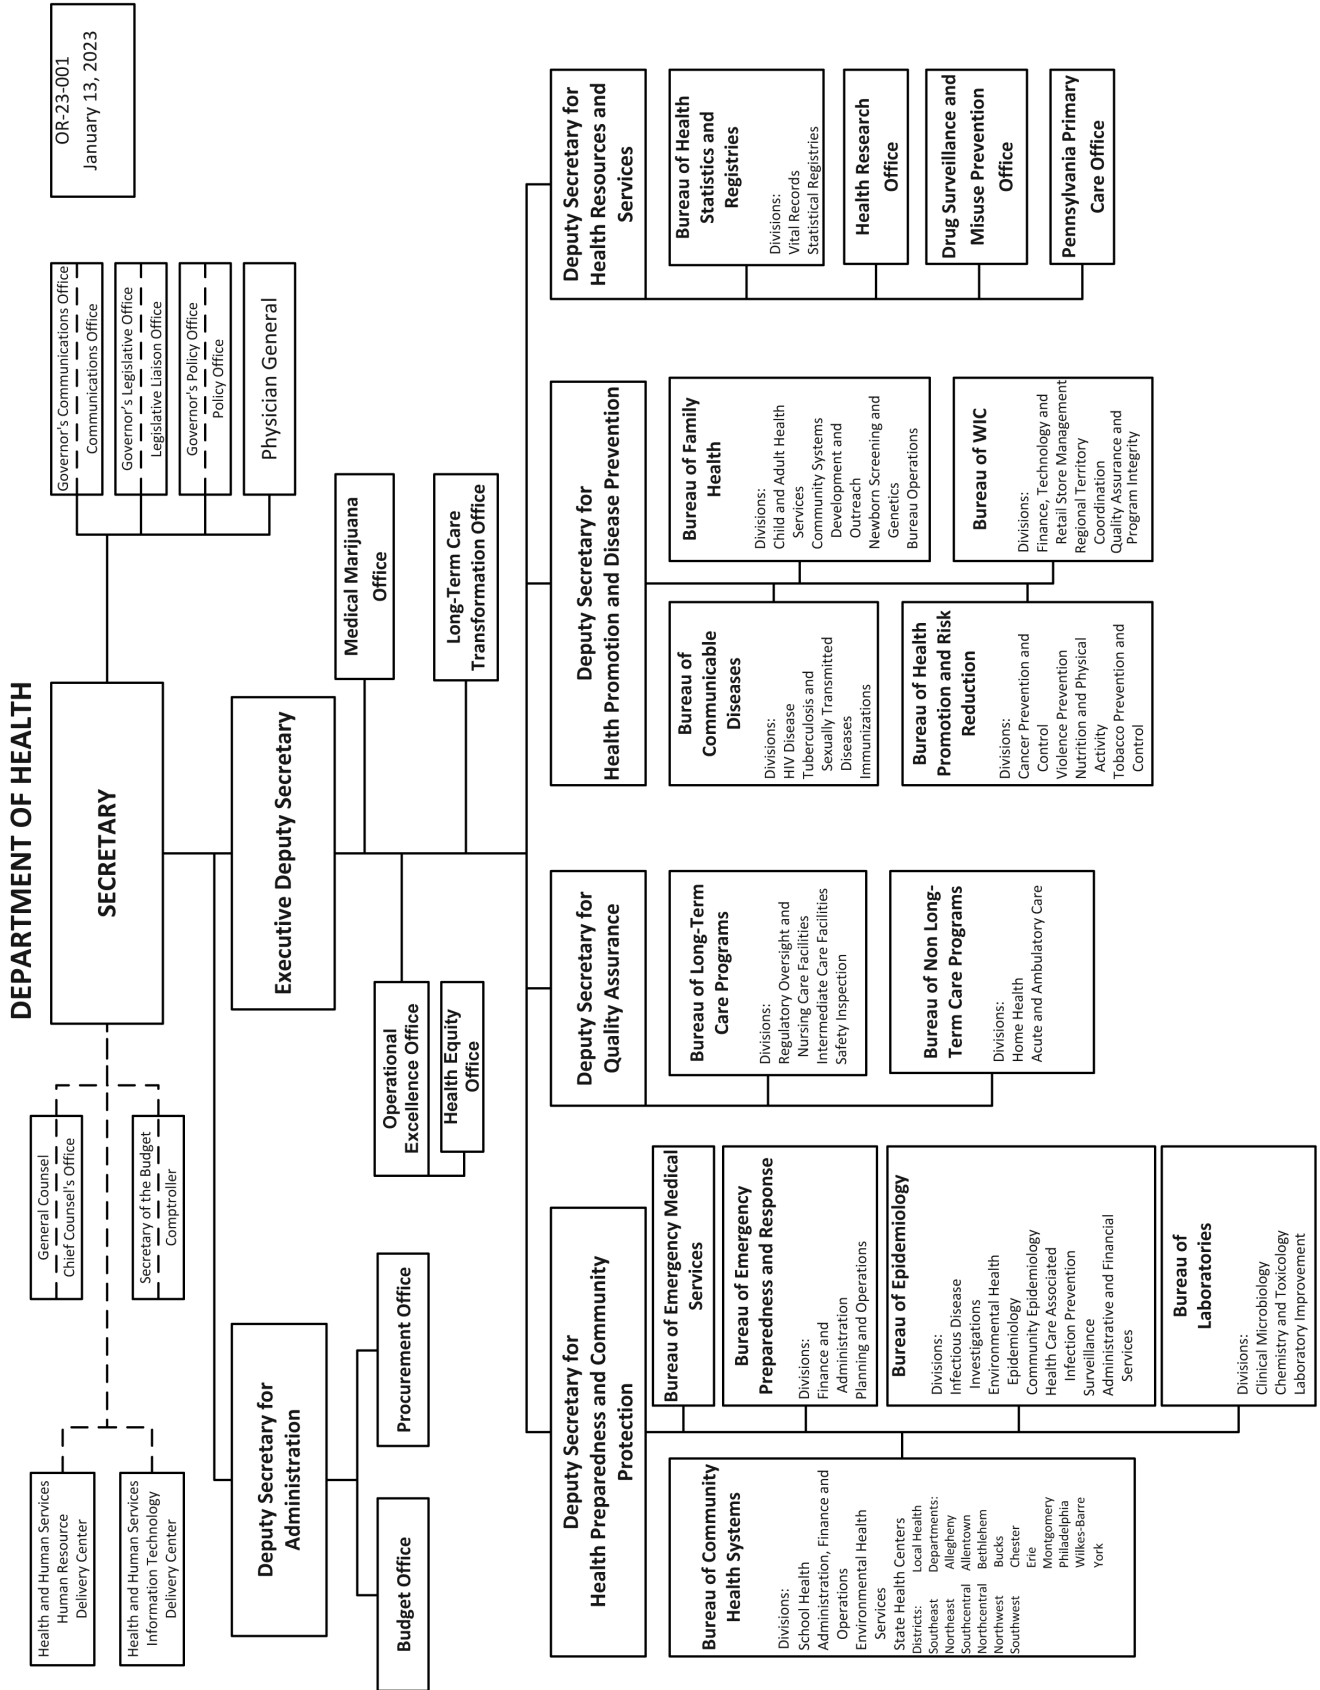 DEPARTMENT OF HEALTH
OR-23-001
January 13, 2023
Health and Human Services
Human Resource
Delivery Center
Health and Human Services
Information Technology
Delivery Center
General Counsel
Chief Counsel's Office
Secretary of the Budget
Comptroller
SECRETARY
Governor's Communications Office
Communications Office
Governor's Legislative Office
Legislative Liaison Office
Governor's Policy Office
Policy Office
Physician General
Deputy Secretary for
Administration
Executive Deputy Secretary
Budget Office
Procurement Office
Operational
Excellence Office
Health Equity
Office
Medical Marijuana
Office
Long-Term Care
Transformation Office
Deputy Secretary for
Health Preparedness and Community
Protection
Bureau of Community
Health Systems
Divisions:
School Health
Administration, Finance and
Operations
Environmental Health
Services
State Health Centers
Districts:
Southeast
Northeast
Southcentral
Northcentral
Northwest
Southwest
Local Health
Departments:
Allegheny
Allentown
Bethlehem
Bucks
Chester
Erie
Montgomery
Philadelphia
Wilkes-Barre
York
Bureau of Emergency Medical
Services
Bureau of Emergency
Preparedness and Response
Divisions:
Finance and
Administration
Planning and Operations
Bureau of Epidemiology
Divisions:
Infectious Disease
Investigations
Environmental Health
Epidemiology
Community Epidemiology
Health Care Associated
Infection Prevention
Surveillance
Administrative and Financial
Services
Bureau of
Laboratories
Divisions:
Clinical Microbiology
Chemistry and Toxicology
Laboratory Improvement
Deputy Secretary for
Quality Assurance
Bureau of Long-Term
Care Programs
Divisions:
Regulatory Oversight and
Nursing Care Facilities
Intermediate Care Facilities
Safety Inspection
Bureau of Non Long-
Term Care Programs
Divisions:
Home Health
Acute and Ambulatory Care
Deputy Secretary for
Health Promotion and Disease Prevention
Bureau of
Communicable
Diseases
Divisions:
HIV Disease
Tuberculosis and
Sexually Transmitted
Diseases
Immunizations
Bureau of Family
Health
Divisions:
Child and Adult Health
Services
Community Systems
Development and
Outreach
Newborn Screening and
Genetics
Bureau Operations
Bureau of Health
Promotion and Risk
Reduction
Divisions:
Cancer Prevention and
Control
Violence Prevention
Nutrition and Physical
Activity
Tobacco Prevention and
Control
Bureau of WIC
Divisions:
Finance, Technology and
Retail Store Management
Regional Territory
Coordination
Quality Assurance and
Program Integrity
Deputy Secretary for
Health Resources and
Services
Bureau of Health
Statistics and
Registries
Divisions:
Vital Records
Statistical Registries
Health Research
Office
Drug Surveillance and
Misuse Prevention
Office
Pennsylvania Primary
Care Office